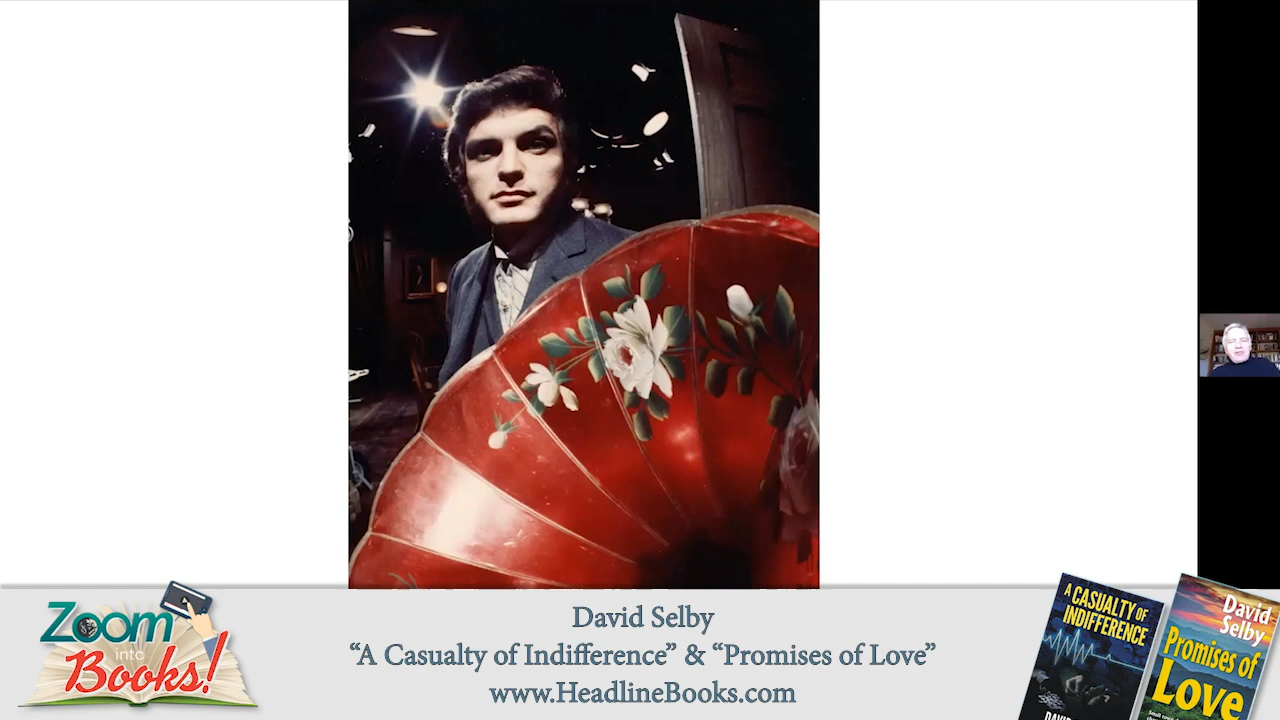 Zoom
into
Books!
David Selby
“A Casualty of Indifference” & “Promises of Love”
www.HeadlineBooks.com
A CASUALTY OF
INDIFFERENCE
David
Selby
Promises of
Love